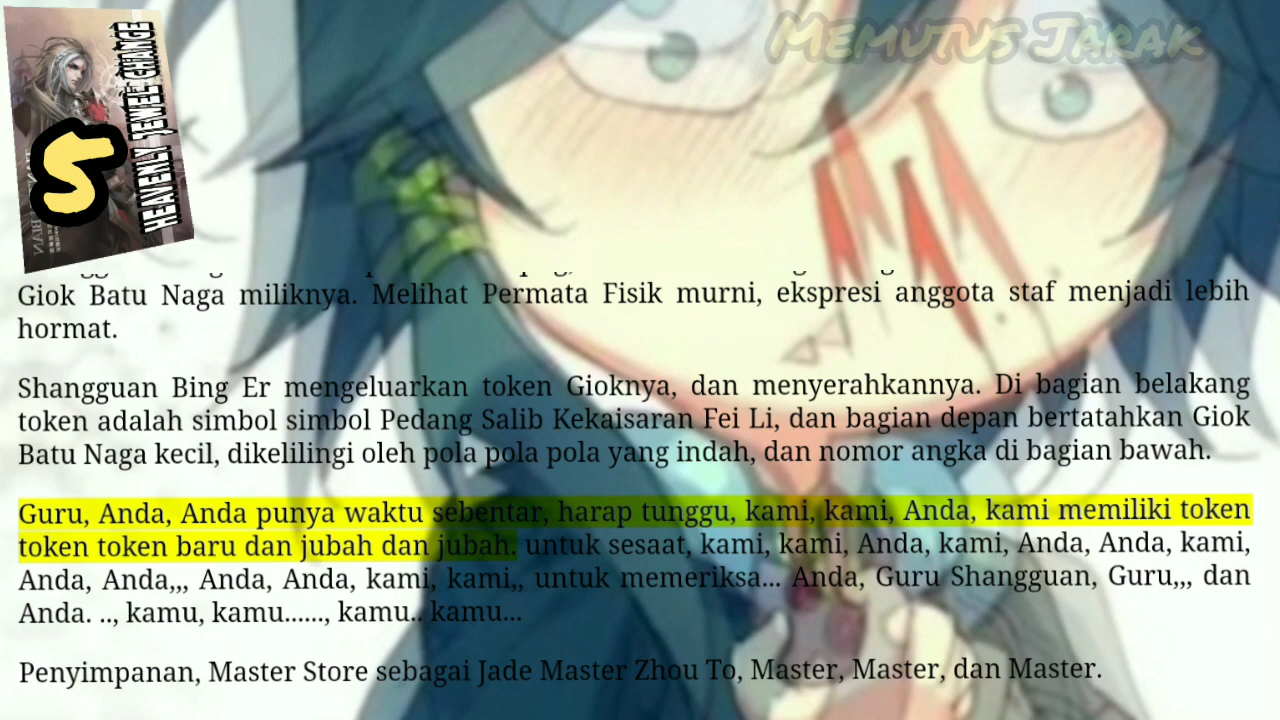 MEMUTUS JARAK
HEAVENLY JEWEL CHANGE
5
Giok Batu Naga miliknya. Melihat Permata Fisik murni, ekspresi anggota staf menjadi lebih
hormat.
Shangguan Bing Er mengeluarkan token Gioknya, dan menyerahkannya. Di bagian belakang
token adalah simbol simbol Pedang Salib Kekaisaran Fei Li, dan bagian depan bertatahkan Giok
Batu Naga kecil, dikelilingi oleh pola pola pola yang indah, dan nomor angka di bagian bawah.
Guru, Anda, Anda punya waktu sebentar, harap tunggu, kami, kami, Anda, kami memiliki token
token token baru dan jubah dan jubah. untuk sesaat, kami, kami, Anda, kami, Anda, Anda, kami,
Anda, Anda,,, Anda, Anda, kami, kami,, untuk memeriksa... Anda, Guru Shangguan, Guru,,, dan
Anda. .., kamu, kamu......, kamu.. kamu...
Penyimpanan, Master Store sebagai Jade Master Zhou To, Master, Master, dan Master.